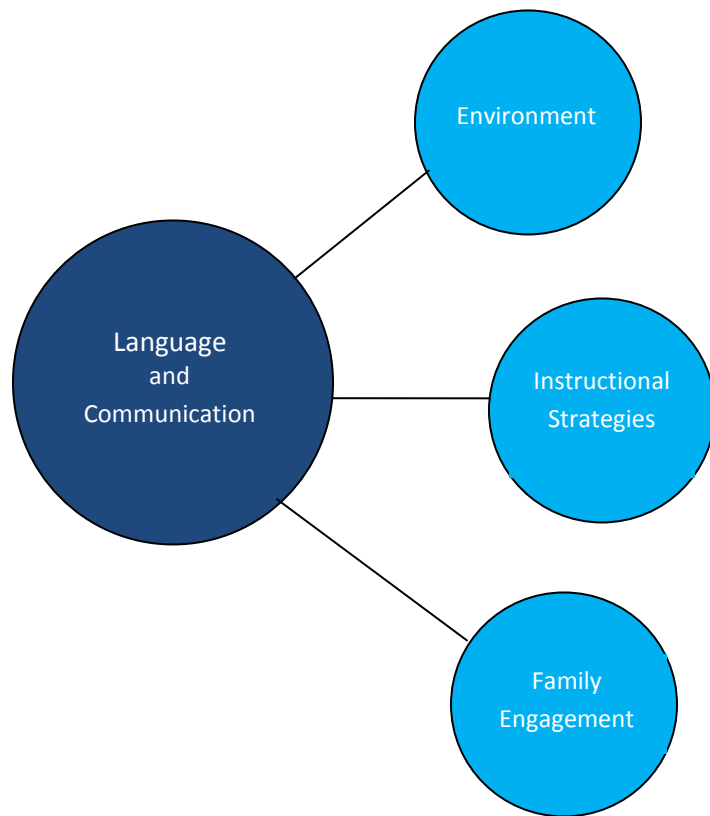 Environment
Language
and
Communication
Instructional
Strategies
Family
Engagement